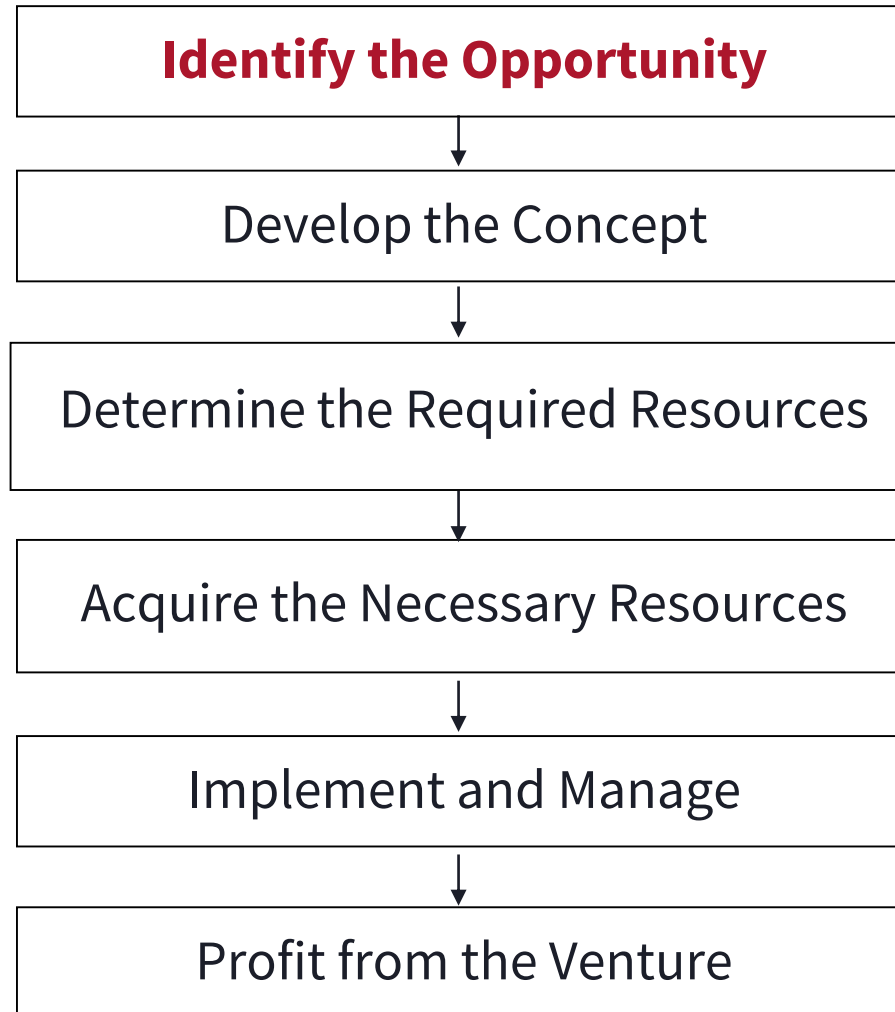 Identify the Opportunity
Develop the Concept
Determine the Required Resources
Acquire the Necessary Resources
Implement and Manage
Profit from the Venture